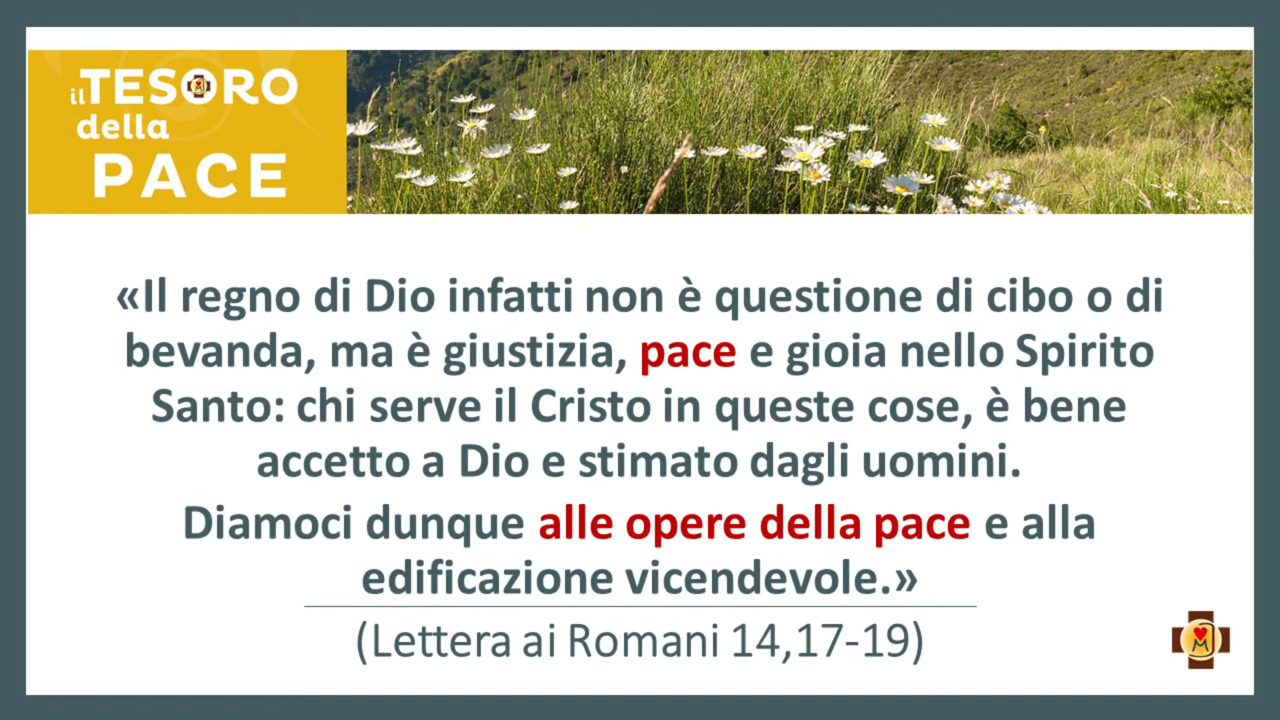 il TESORO
della
PACE
«Il regno di Dio infatti non è questione di cibo o di
bevanda, ma è giustizia, pace e gioia nello Spirito
Santo: chi serve il Cristo in queste cose, è bene
accetto a Dio e stimato dagli uomini.
Diamoci dunque alle opere della pace e alla
edificazione vicendevole.»
(Lettera ai Romani 14,17-19)
M